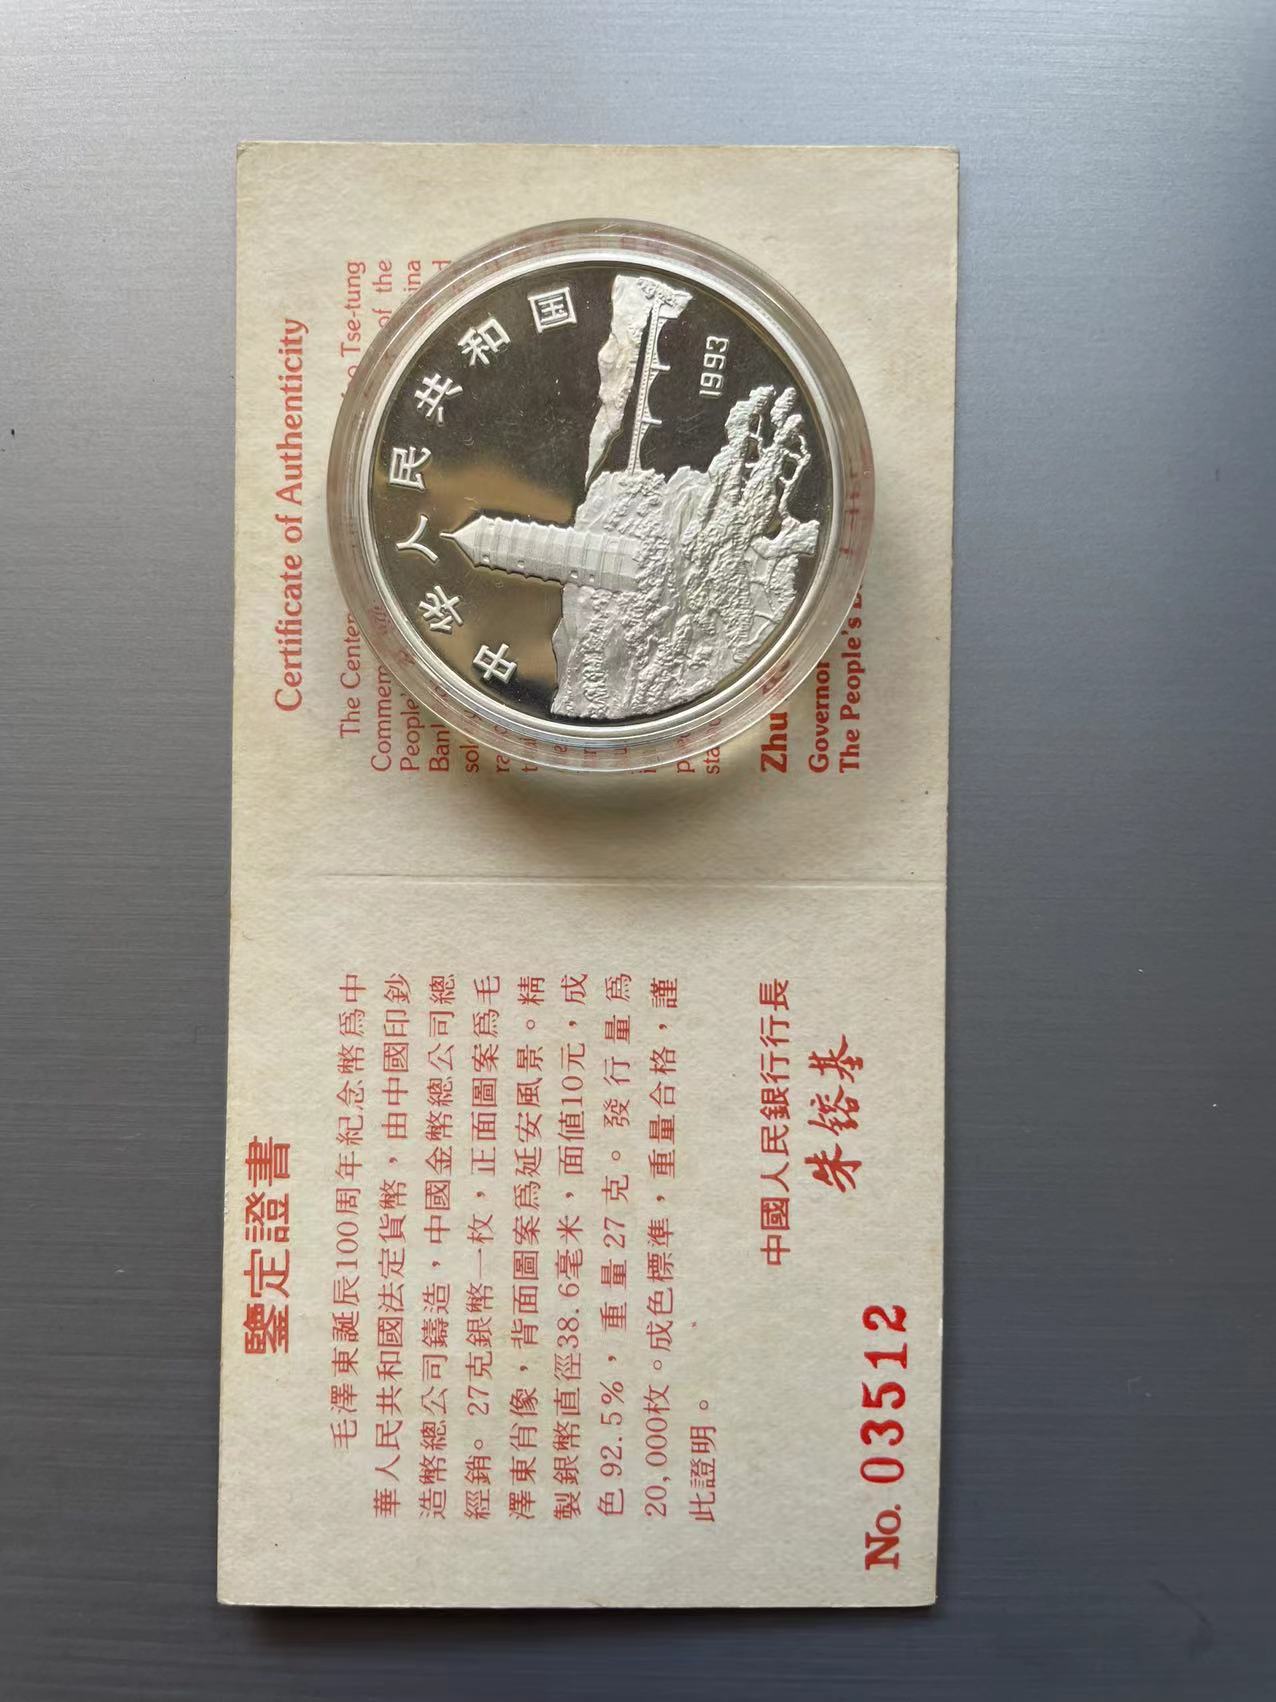 鑒定證書
毛澤東誕辰100周年紀念幣爲中
華人民共和國法定貨幣，由中國印鈔
造幣總公司鑄造，中國金幣總公司總
經銷。27克銀幣一枚，正面圖案爲毛
澤東肖像，背面圖案爲延安風景。精
製銀幣直徑38.6毫米，面值10元，成
色92.5%，重量27克。發行量爲
20,000枚。成色標準，重量合格，謹
此證明。
中國人民銀行行長
朱鎔基
No. 03512
Certificate of Authenticity
The Tse-tung
of the
中华人民共和国
1993
Zhu
Governor
The People's